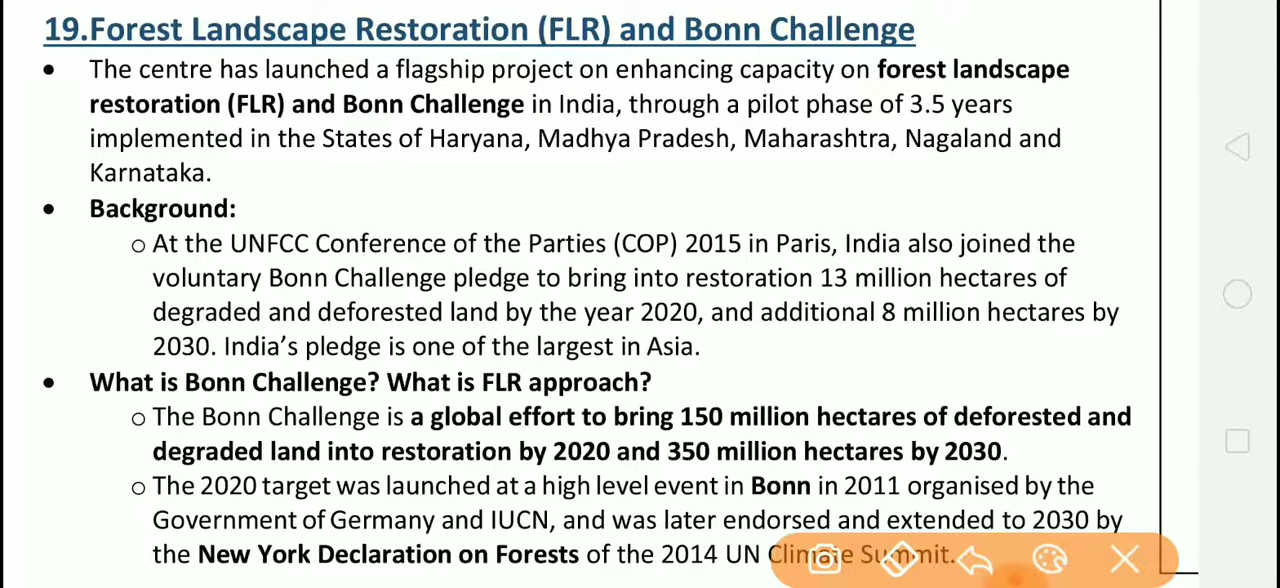 19.Forest Landscape Restoration (FLR) and Bonn Challenge
• The centre has launched a flagship project on enhancing capacity on forest landscape
restoration (FLR) and Bonn Challenge in India, through a pilot phase of 3.5 years
implemented in the States of Haryana, Madhya Pradesh, Maharashtra, Nagaland and
Karnataka.
• Background:
o At the UNFCC Conference of the Parties (COP) 2015 in Paris, India also joined the
voluntary Bonn Challenge pledge to bring into restoration 13 million hectares of
degraded and deforested land by the year 2020, and additional 8 million hectares by
2030. India’s pledge is one of the largest in Asia.
• What is Bonn Challenge? What is FLR approach?
o The Bonn Challenge is a global effort to bring 150 million hectares of deforested and
degraded land into restoration by 2020 and 350 million hectares by 2030.
o The 2020 target was launched at a high level event in Bonn in 2011 organised by the
Government of Germany and IUCN, and was later endorsed and extended to 2030 by
the New York Declaration on Forests of the 2014 UN Climate Summit.